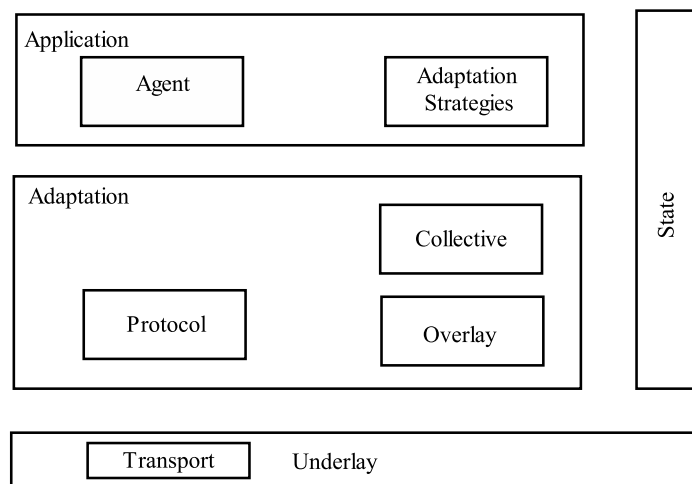 Application
Agent
Adaptation
Strategies
Adaptation
Collective
Protocol
Overlay
State
Transport
Underlay